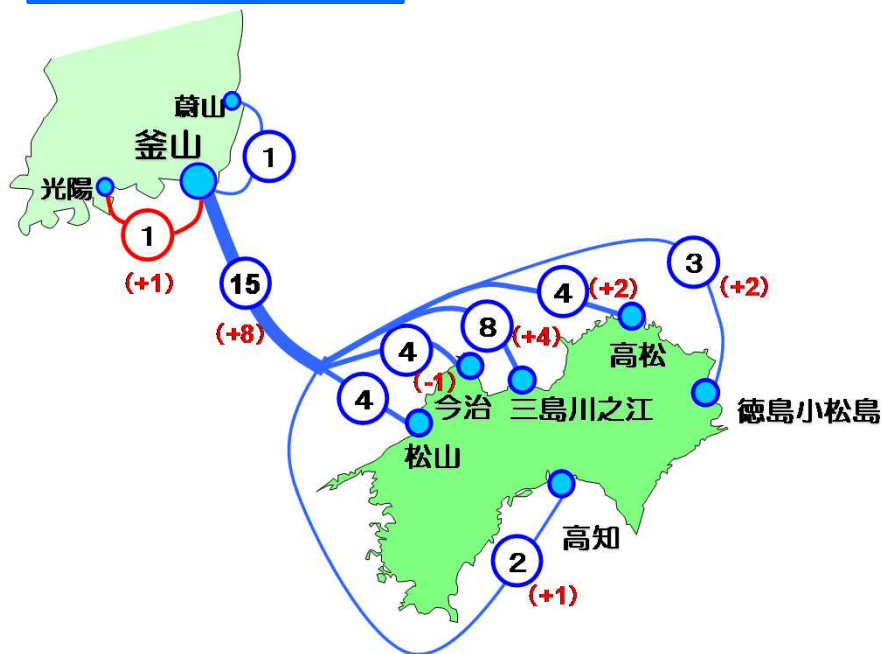 蔚山
釜山
1
光陽
1
(+1)
15
(+8)
3
(+2)
4
(+2)
8
(+4)
高松
4
(-1)
今治
三島川之江
徳島小松島
4
松山
高知
2
(+1)